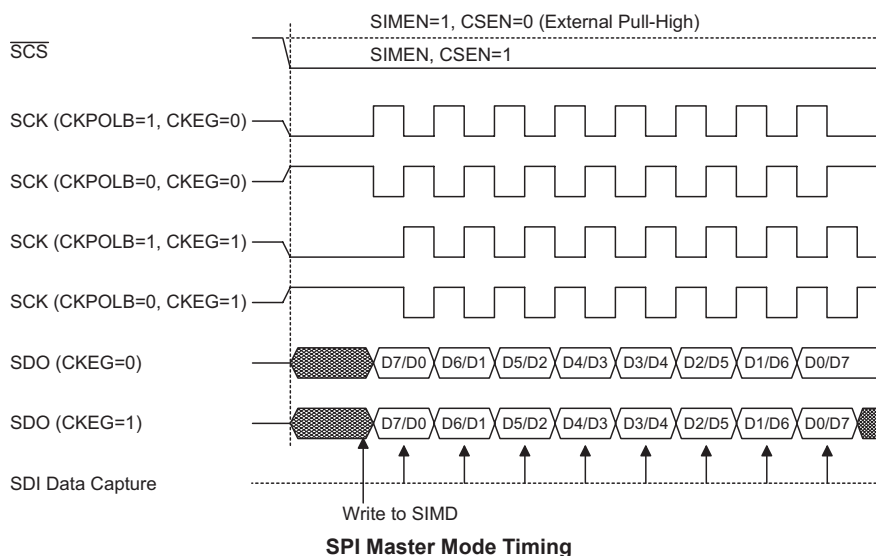 SIMEN=1, CSEN=0 (External Pull-High)
SCS
SIMEN, CSEN=1
SCK (CKPOLB=1, CKEG=0)
SCK (CKPOLB=0, CKEG=0)
SCK (CKPOLB=1, CKEG=1)
SCK (CKPOLB=0, CKEG=1)
SDO (CKEG=0) D7/D0 D6/D1 D5/D2 D4/D3 D3/D4 D2/D5 D1/D6 D0/D7
SDO (CKEG=1) D7/D0 D6/D1 D5/D2 D4/D3 D3/D4 D2/D5 D1/D6 D0/D7
SDI Data Capture
Write to SIMD
SPI Master Mode Timing